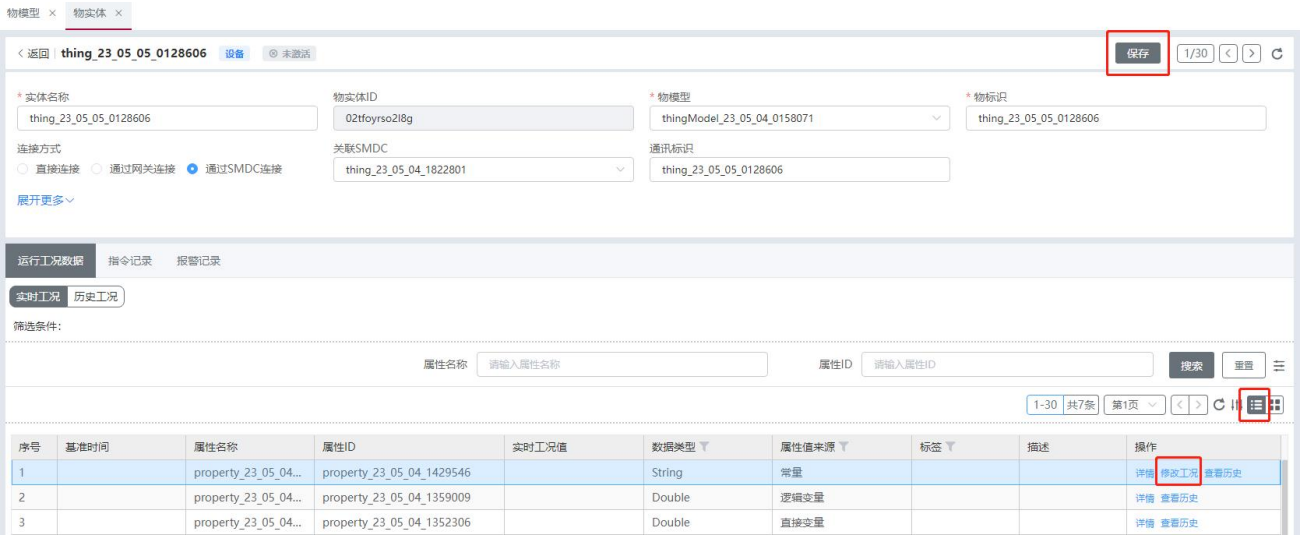 物模型 × 物实体 ×
返回 thing_23_05_05_0128606 设备 未激活 保存 1/30
* 实体名称 物实体ID * 物模型 * 物标识
thing_23_05_05_0128606 02tfoyrso2l8g thingModel_23_05_04_0158071 thing_23_05_05_0128606
连接方式 关联SMDC 通讯标识
直接连接 通过网关连接 通过SMDC连接 thing_23_05_04_1822801 thing_23_05_05_0128606
展开更多
运行工况数据 指令记录 报警记录
实时工况 历史工况
筛选条件:
属性名称 请输入属性名称 属性ID 请输入属性ID 搜索 重置
1-30 共7条 第1页
序号 基准时间 属性名称 属性ID 实时工况值 数据类型 属性值来源 标签 描述 操作
1 property_23_05_04... property_23_05_04_1429546 String 常量 详情 修改工况 查看历史
2 property_23_05_04... property_23_05_04_1359009 Double 逻辑变量 详情 查看历史
3 property_23_05_04... property_23_05_04_1352306 Double 直接变量 详情 查看历史